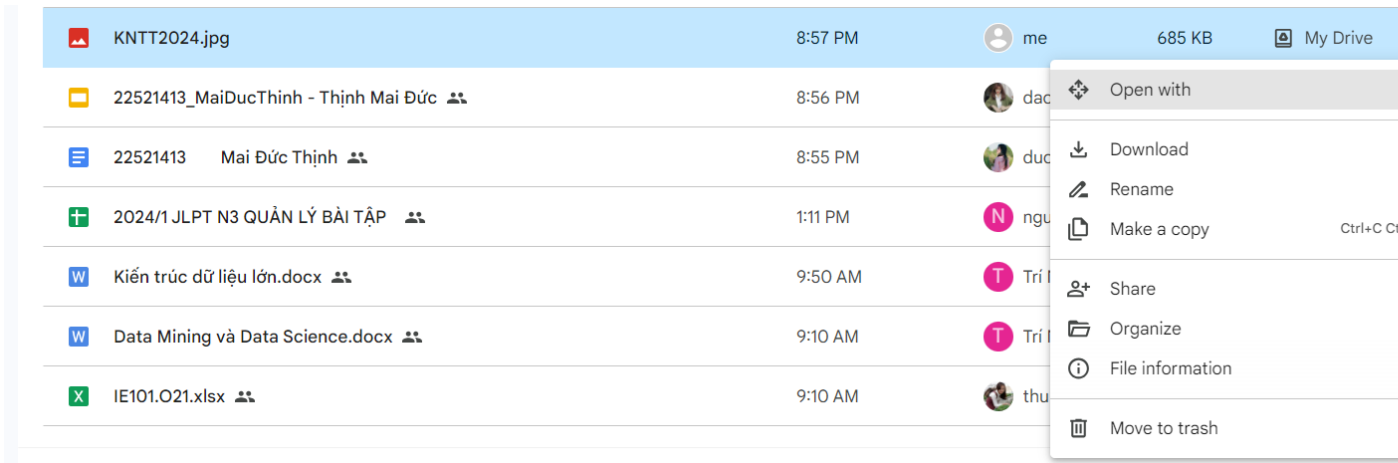 KNTT2024.jpg 8:57 PM me 685 KB My Drive
22521413_MaiDucThinh - Thịnh Mai Đức 8:56 PM
Open with
22521413 Mai Đức Thịnh 8:55 PM
Download
Rename
2024/1 JLPT N3 QUẢN LÝ BÀI TẬP 1:11 PM N
Make a copy Ctrl+C
Kiến trúc dữ liệu lớn.docx 9:50 AM T Trí
Share
Data Mining và Data Science.docx 9:10 AM T Trí
Organize
File information
IE101.O21.xlsx 9:10 AM
Move to trash